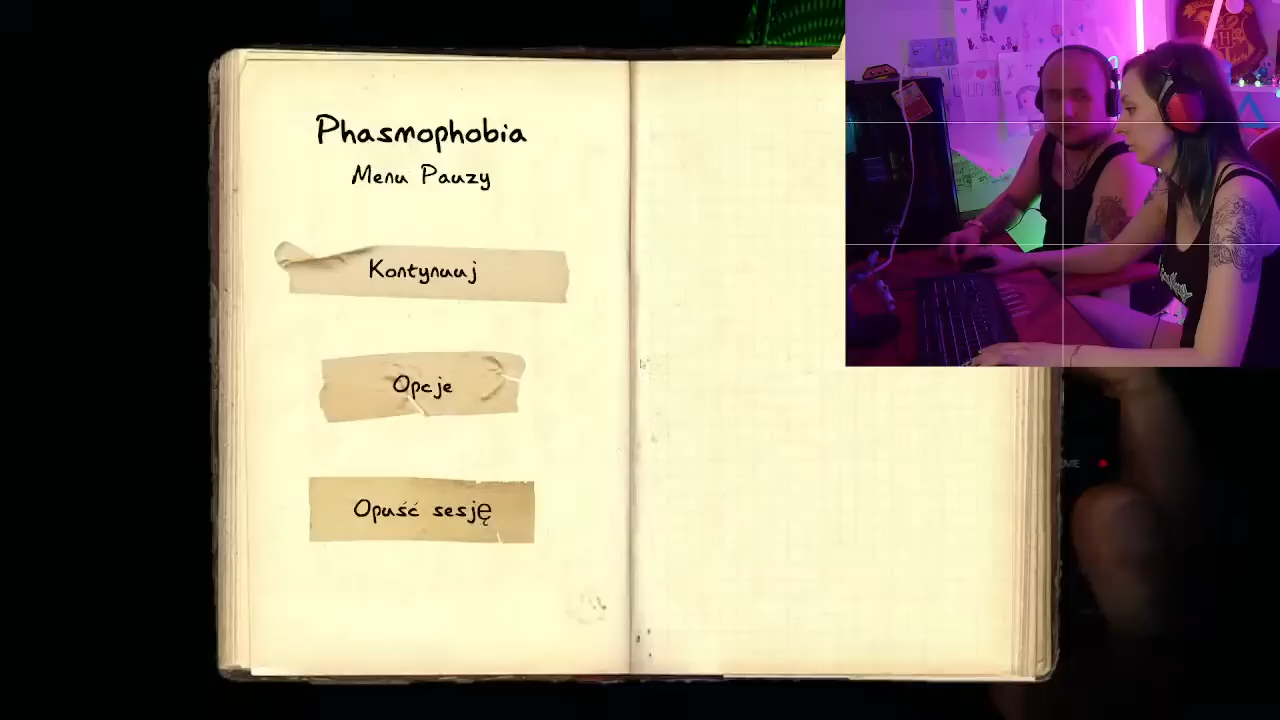 Phasmophobia
Menu Pauzy
Kontynuuj
Opcje
Opuść sesję